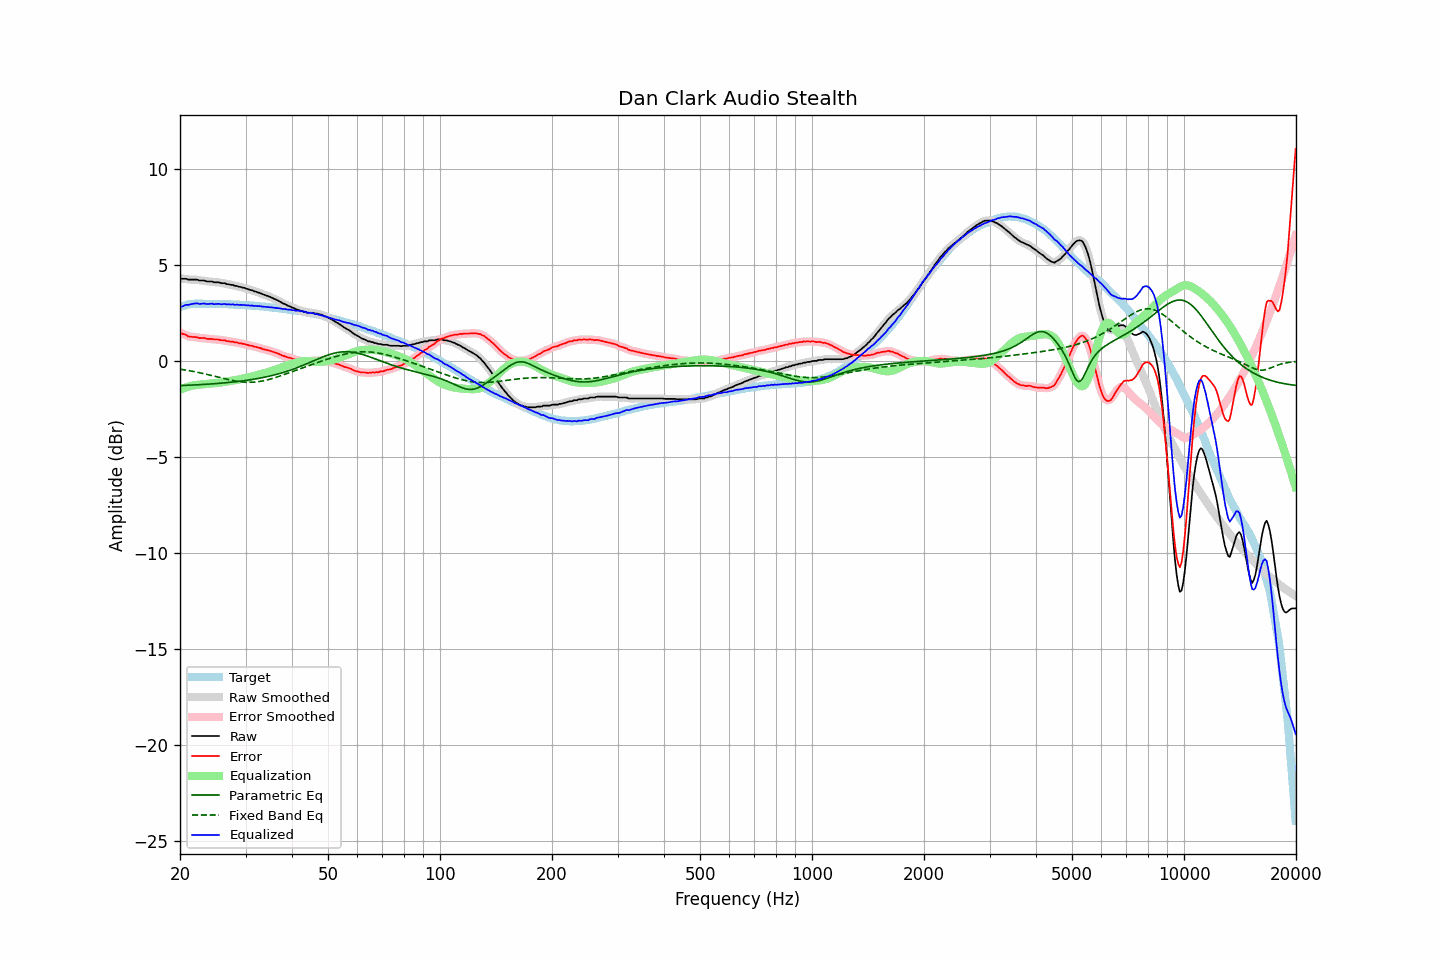 Dan Clark Audio Stealth
Amplitude (dBr)
10
5
0
−5
−10
−15
−20
−25
Target
Raw Smoothed
Error Smoothed
Raw
Error
Equalization
Parametric Eq
Fixed Band Eq
Equalized
20 50 100 200 500 1000 2000 5000 10000 20000
Frequency (Hz)